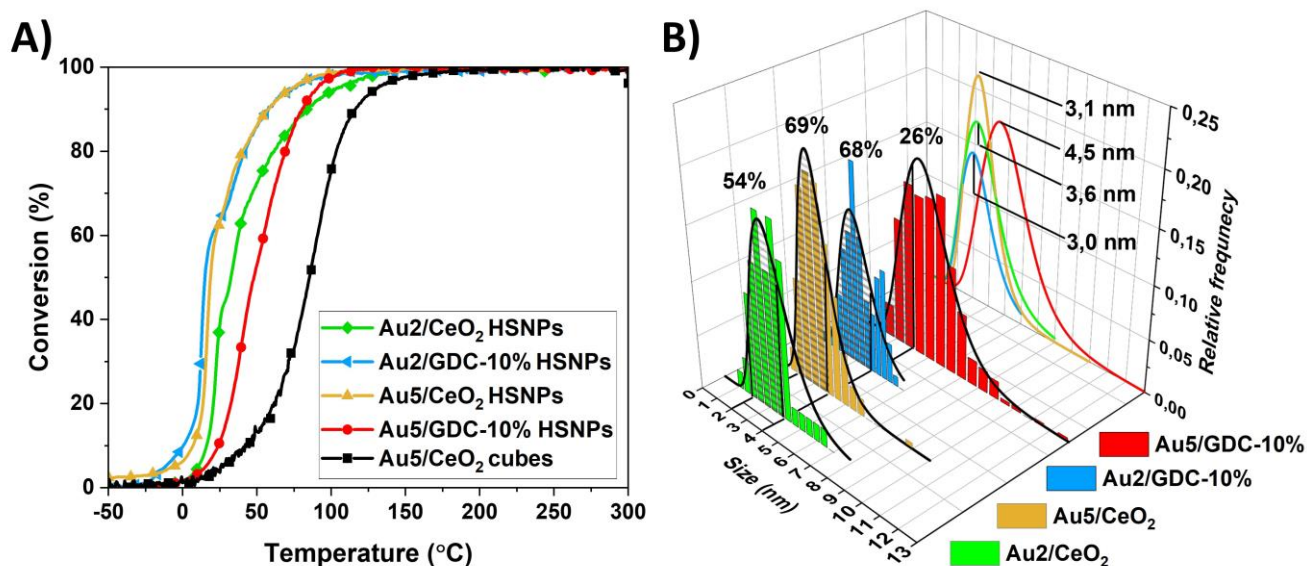 A)
Conversion (%)
100
80
60
40
20
0
-50
0
50
100
150
200
250
300
Temperature (°C)
Au2/CeO₂ HSNPs
Au2/GDC-10% HSNPs
Au5/CeO₂ HSNPs
Au5/GDC-10% HSNPs
Au5/CeO₂ cubes
B)
54%
69%
68%
26%
3,1 nm
4,5 nm
3,6 nm
3,0 nm
0,25
0,20
0,15
0,10
0,05
0,00
Relative frequnecy
0
1
2
3
4
5
6
7
8
9
10
11
12
13
Size (nm)
Au5/GDC-10%
Au2/GDC-10%
Au5/CeO₂
Au2/CeO₂